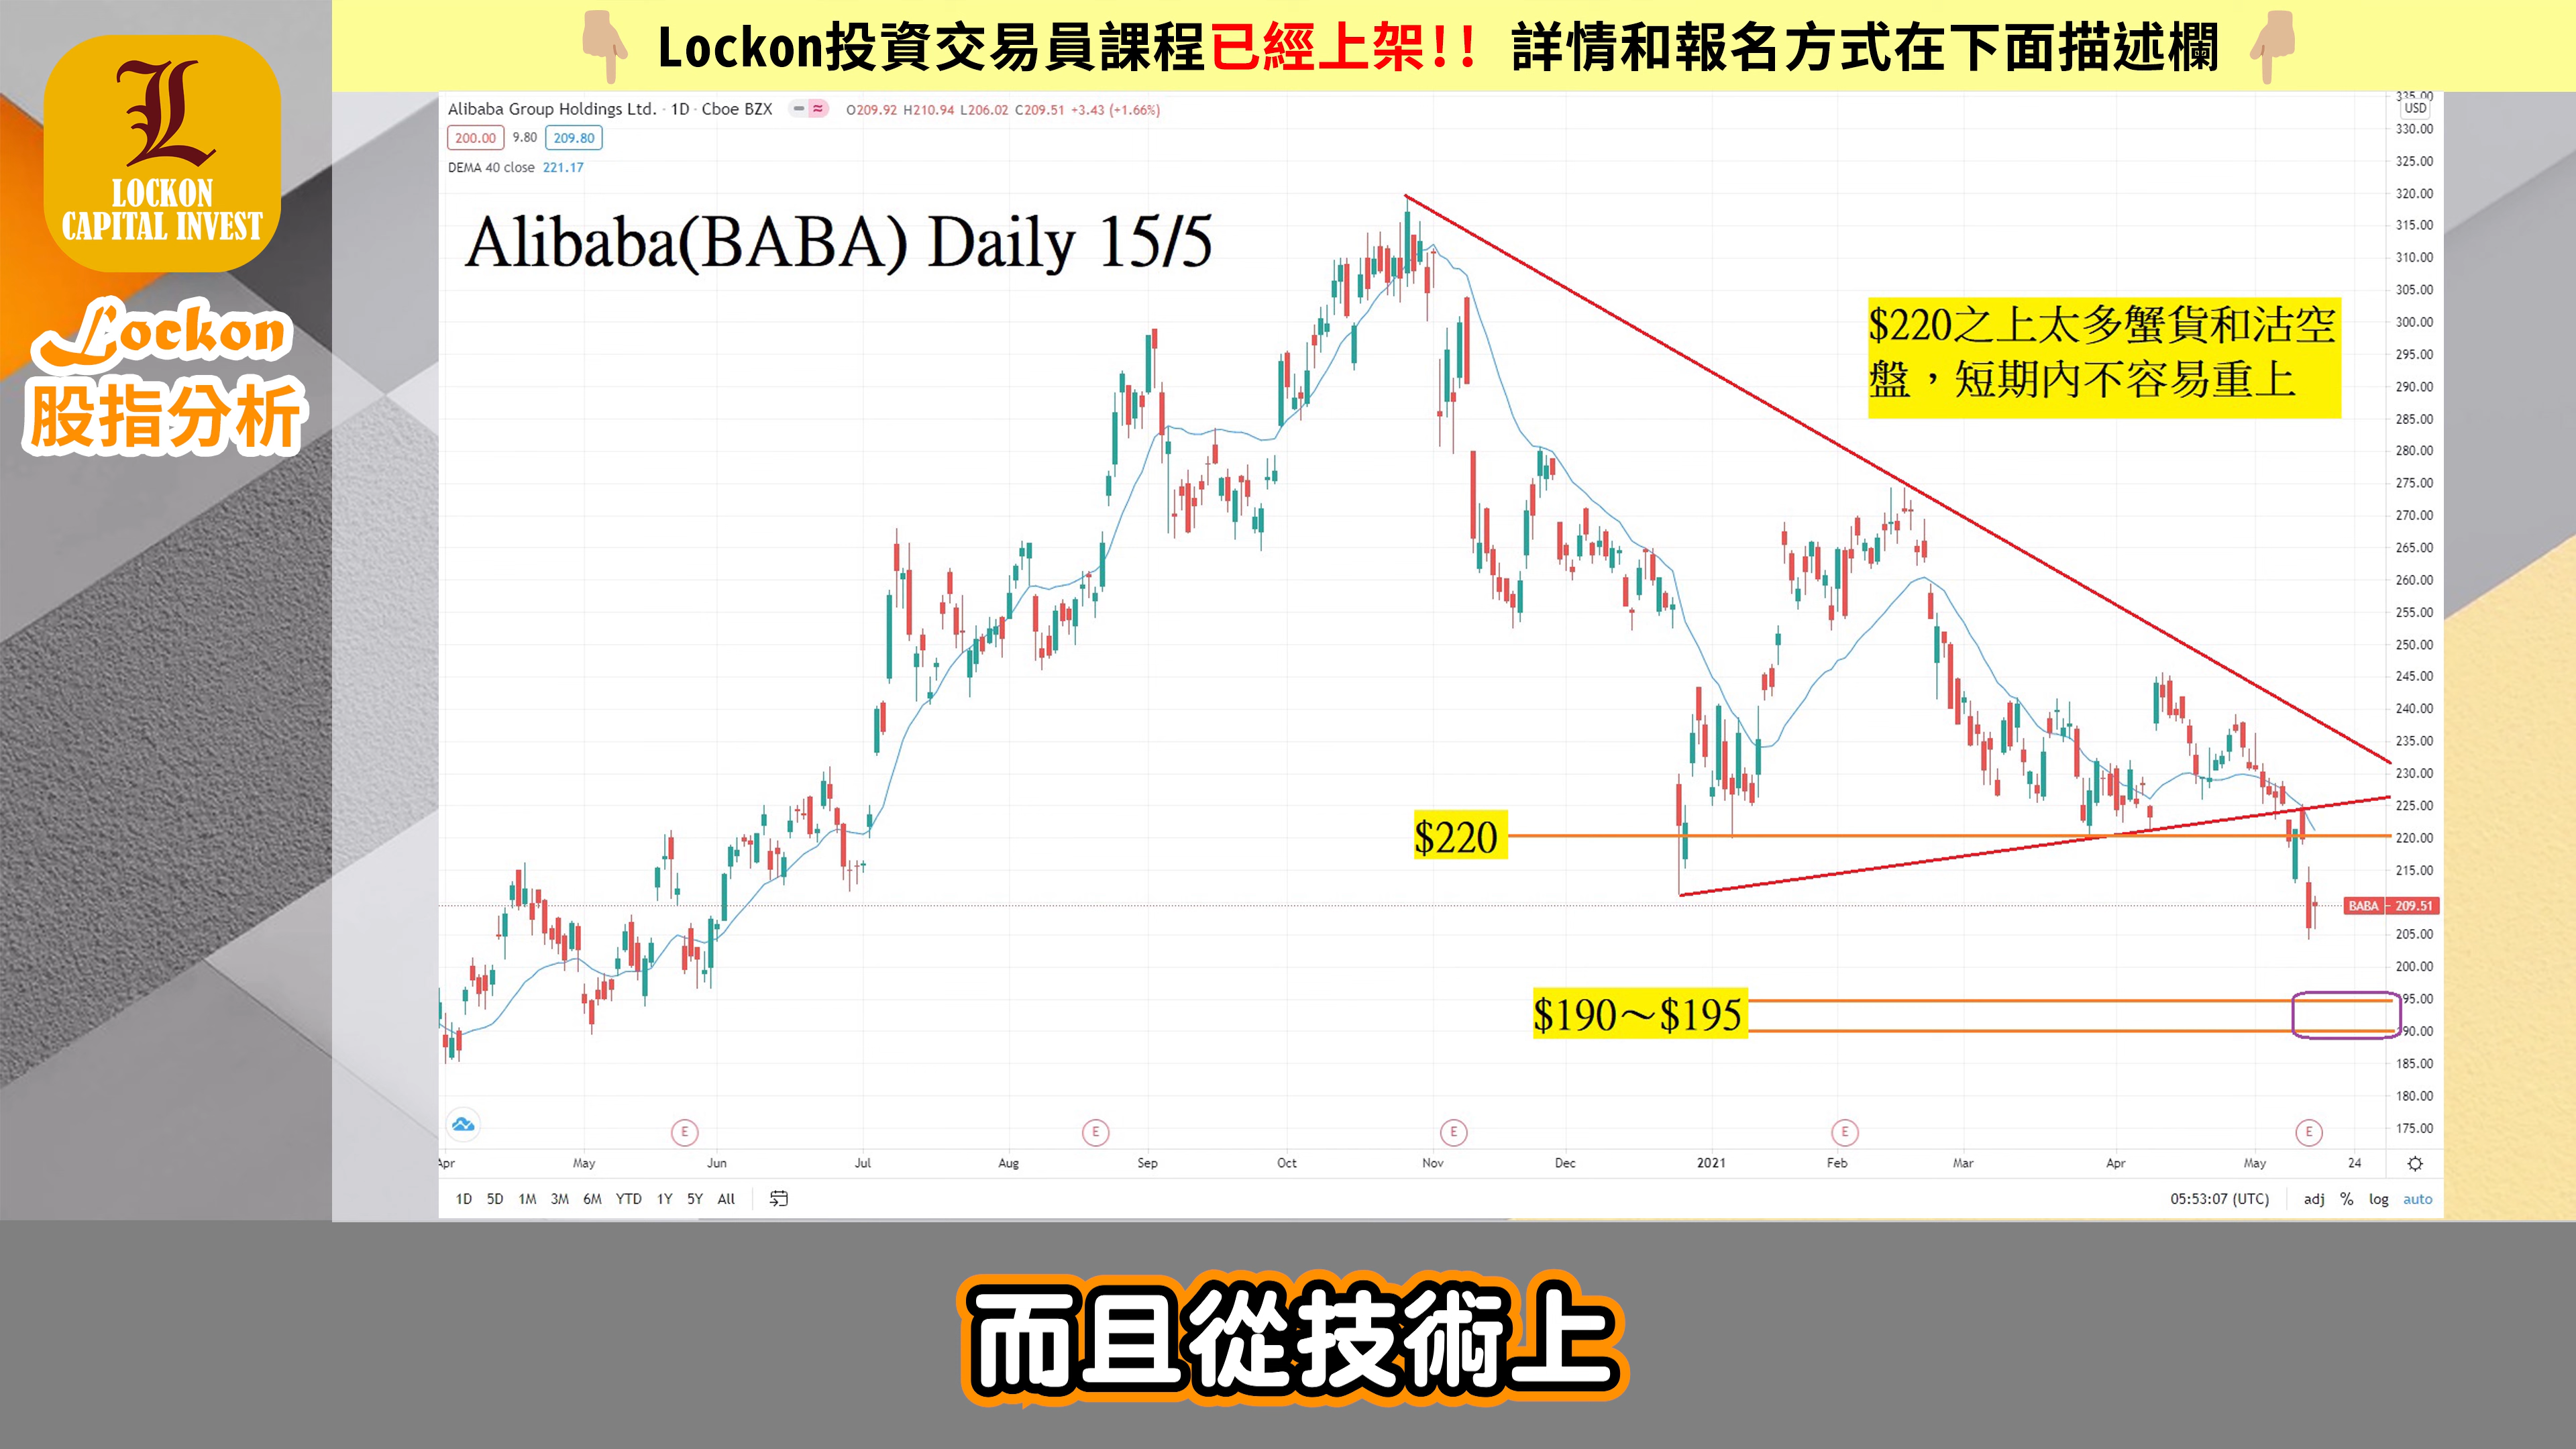 Lockon投資交易員課程已經上架!! 詳情和報名方式在下面描述欄
L
LOCKON
CAPITAL INVEST
Lockon
股指分析
Alibaba Group Holdings Ltd. · 1D · Cboe BZX O209.92 H210.94 L206.02 C209.51 +3.43 (+1.66%)
200.00 9.80 209.80
DEMA 40 close 221.17
Alibaba(BABA) Daily 15/5
$220之上太多蟹貨和沽空
盤，短期內不容易重上
$220
$190～$195
335.00
USD
330.00
325.00
320.00
315.00
310.00
305.00
300.00
295.00
290.00
285.00
280.00
275.00
270.00
265.00
260.00
255.00
250.00
245.00
240.00
235.00
230.00
225.00
220.00
215.00
BABA 209.51
205.00
200.00
95.00
90.00
185.00
180.00
175.00
E E E E E
Apr May Jun Jul Aug Sep Oct Nov Dec 2021 Feb Mar Apr May 24
1D 5D 1M 3M 6M YTD 1Y 5Y All 05:53:07 (UTC) adj % log auto
而且從技術上